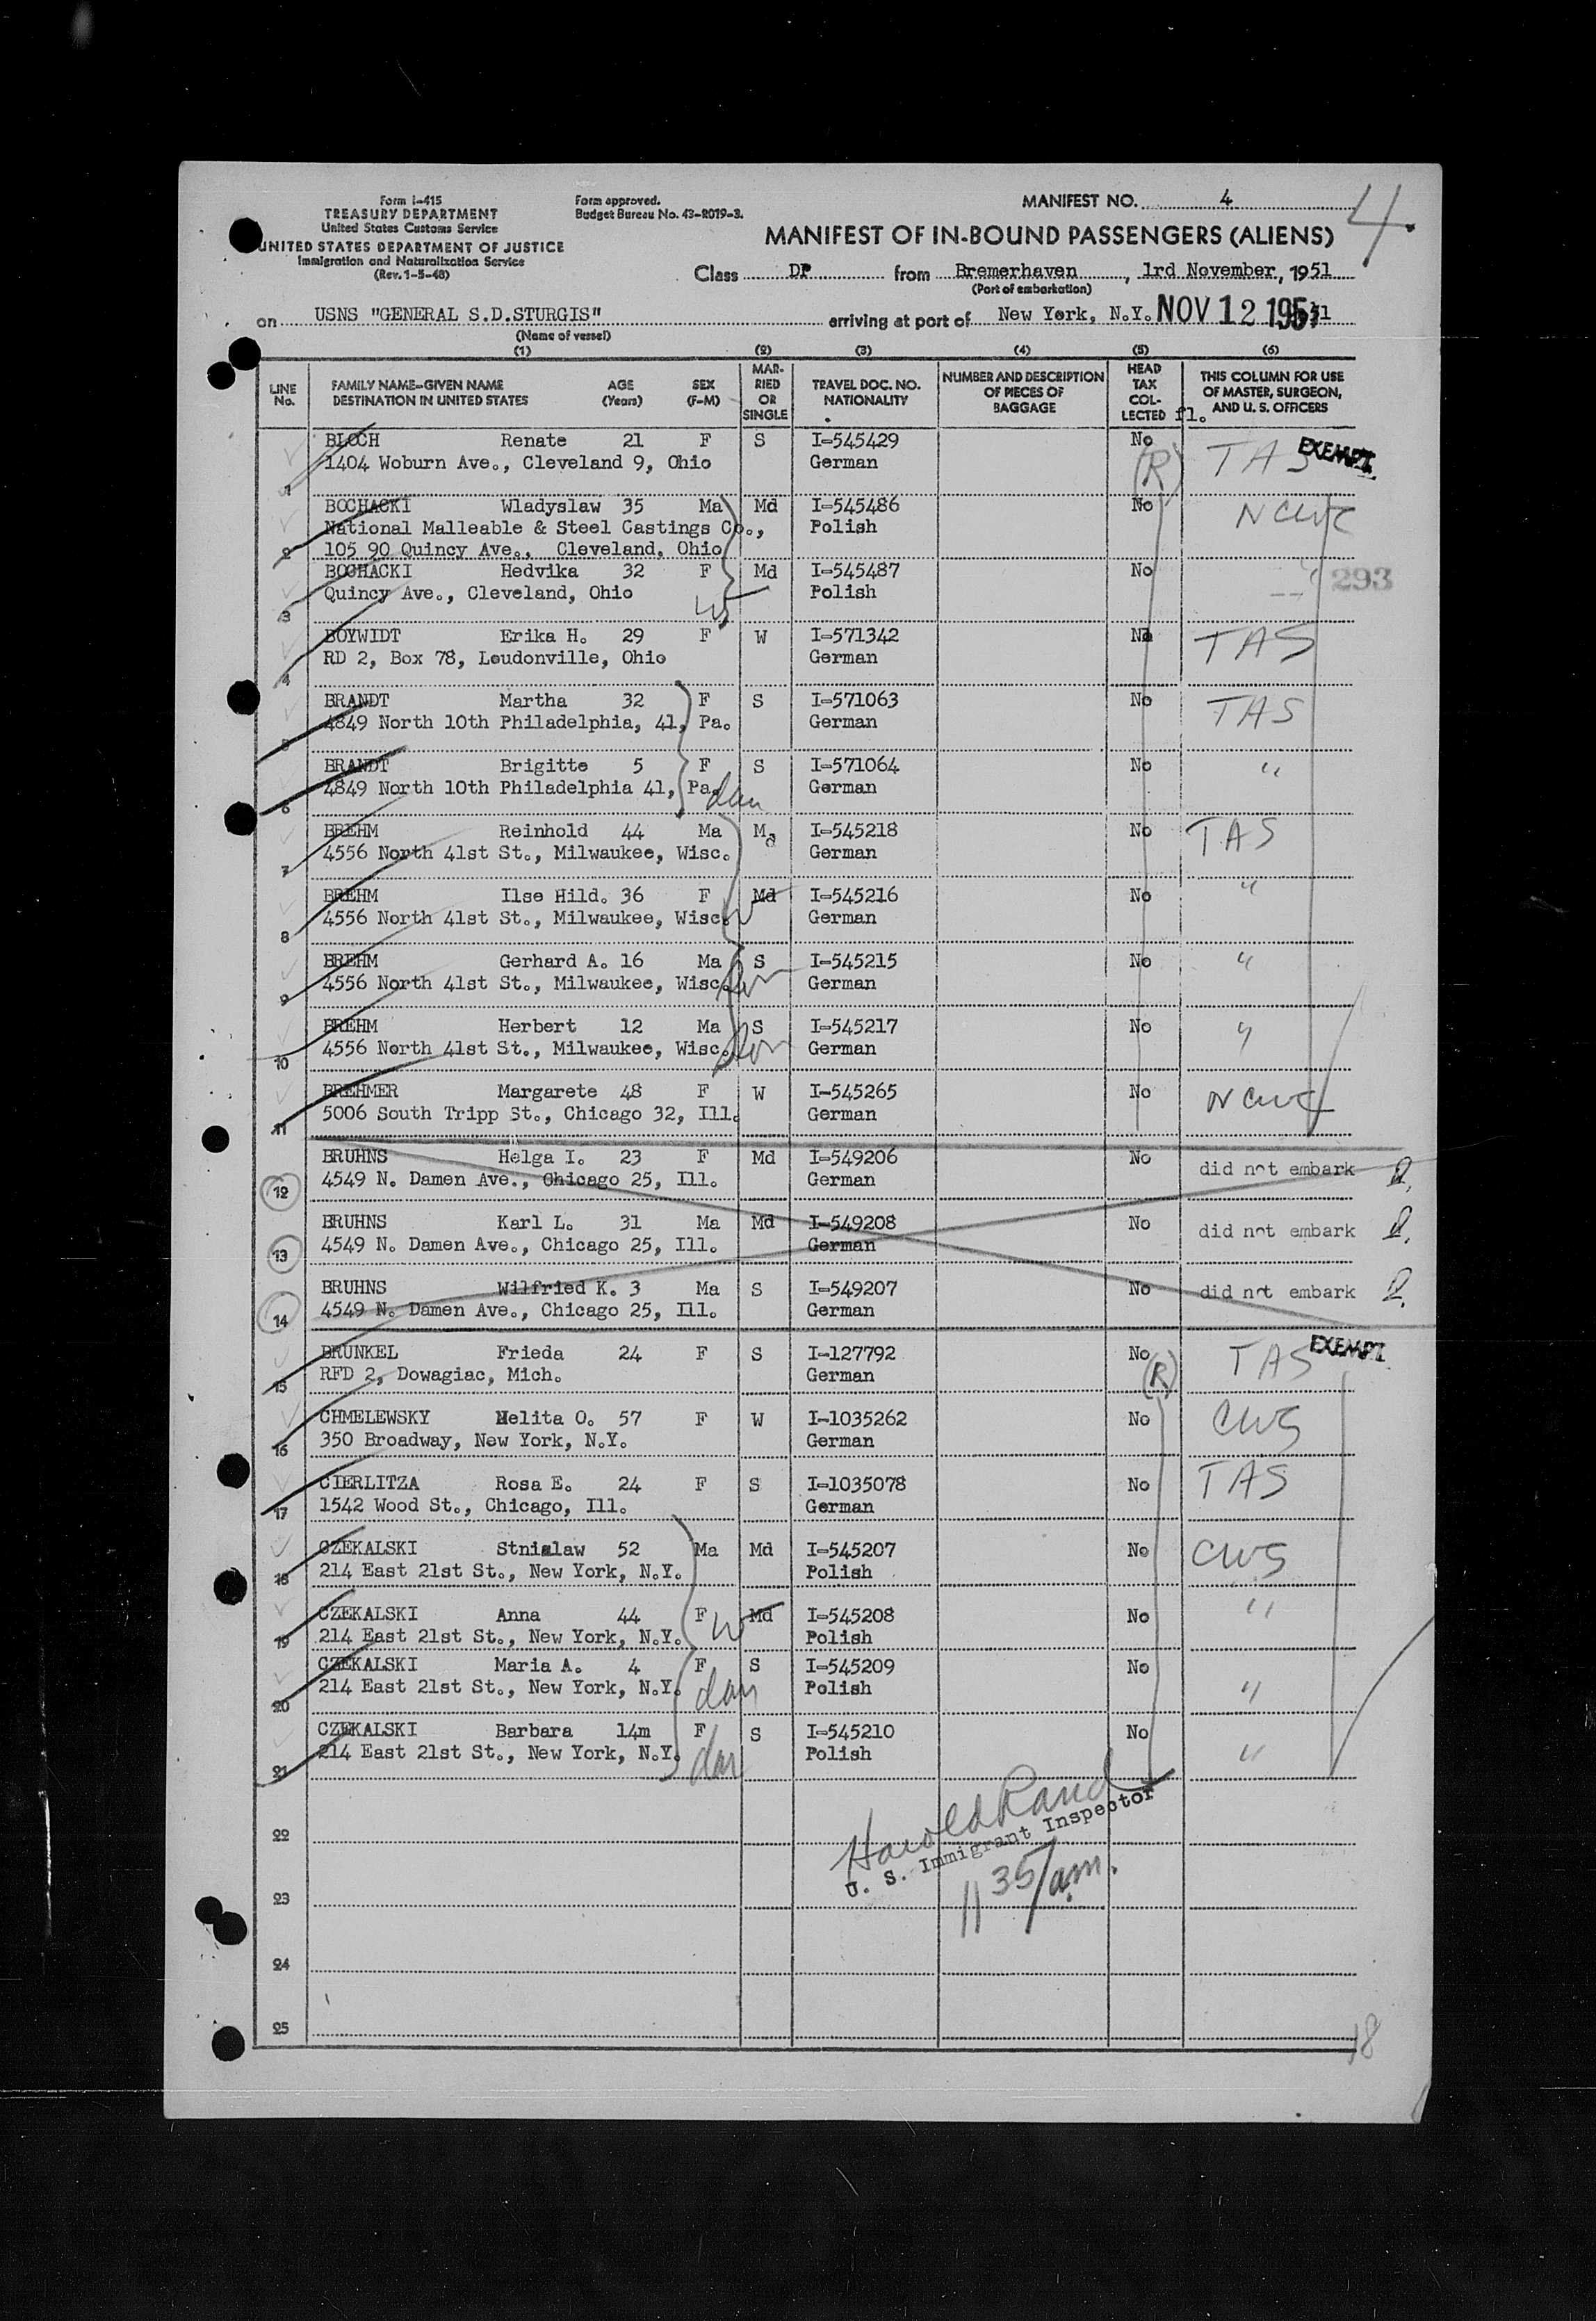 Form I-415
TREASURY DEPARTMENT
United States Customs Service
UNITED STATES DEPARTMENT OF JUSTICE
Immigration and Naturalization Service
(Rev. 1-5-48)
Form approved.
Budget Bureau No. 43-R019-3.
MANIFEST NO. 4
4
MANIFEST OF IN-BOUND PASSENGERS (ALIENS)
Class DP from Bremerhaven, 1rd November, 1951
(Port of embarkation)
on USNS "GENERAL S.D.STURGIS" arriving at port of New York, N.Y. NOV 12 1951
(Name of vessel)
(1) (2) (3) (4) (5) (6)
LINE No.
FAMILY NAME-GIVEN NAME AGE SEX
DESTINATION IN UNITED STATES (Years) (F-M)
MARRIED OR SINGLE
TRAVEL DOC. NO. NATIONALITY
NUMBER AND DESCRIPTION OF PIECES OF BAGGAGE
HEAD TAX COLLECTED fl.
THIS COLUMN FOR USE OF MASTER, SURGEON, AND U. S. OFFICERS
1 BLOCH Renate 21 F S I-545429 No (R) TAS EXEMPT
1404 Woburn Ave., Cleveland 9, Ohio German
2 BOCHACKI Wladyslaw 35 Ma Md I-545486 No NCWC
National Malleable & Steel Castings Co., Polish
105 90 Quincy Ave., Cleveland, Ohio
3 BOCHACKI Hedvika 32 F Md I-545487 No " 293
Quincy Ave., Cleveland, Ohio W Polish
4 BOYWIDT Erika H. 29 F W I-571342 No TAS
RD 2, Box 78, Loudonville, Ohio German
5 BRANDT Martha 32 F S I-571063 No TAS
4849 North 10th Philadelphia, 41, Pa. German
6 BRANDT Brigitte 5 F S I-571064 No "
4849 North 10th Philadelphia 41, Pa. dau German
7 BREHM Reinhold 44 Ma Ma I-545218 No TAS
4556 North 41st St., Milwaukee, Wisc. German
8 BREHM Ilse Hild. 36 F Md I-545216 No "
4556 North 41st St., Milwaukee, Wisc. W German
9 BREHM Gerhard A. 16 Ma S I-545215 No "
4556 North 41st St., Milwaukee, Wisc. Son German
10 BREHM Herbert 12 Ma S I-545217 No "
4556 North 41st St., Milwaukee, Wisc. Son German
11 BREHMER Margarete 48 F W I-545265 No NCWC
5006 South Tripp St., Chicago 32, Ill. German
12 BRUHNS Helga I. 23 F Md I-549206 No did not embark
4549 N. Damen Ave., Chicago 25, Ill. German
13 BRUHNS Karl L. 31 Ma Md I-549208 No did not embark
4549 N. Damen Ave., Chicago 25, Ill. German
14 BRUHNS Wilfried K. 3 Ma S I-549207 No did not embark
4549 N. Damen Ave., Chicago 25, Ill. German
15 BRUNKEL Frieda 24 F S I-127792 No (R) TAS EXEMPT
RFD 2, Dowagiac, Mich. German
16 CHMELEWSKY Melita O. 57 F W I-1035262 No CWS
350 Broadway, New York, N.Y. German
17 CIERLITZA Rosa E. 24 F S I-1035078 No TAS
1542 Wood St., Chicago, Ill. German
18 CZEKALSKI Stnialaw 52 Ma Md I-545207 No CWS
214 East 21st St., New York, N.Y. Polish
19 CZEKALSKI Anna 44 F W Md I-545208 No "
214 East 21st St., New York, N.Y. Polish
20 CZEKALSKI Maria A. 4 F S I-545209 No "
214 East 21st St., New York, N.Y. dau Polish
21 CZEKALSKI Barbara 14m F S I-545210 No "
214 East 21st St., New York, N.Y. dau Polish
22
Harold Rand
U. S. Immigrant Inspector
23
11 35/am.
24
25
18